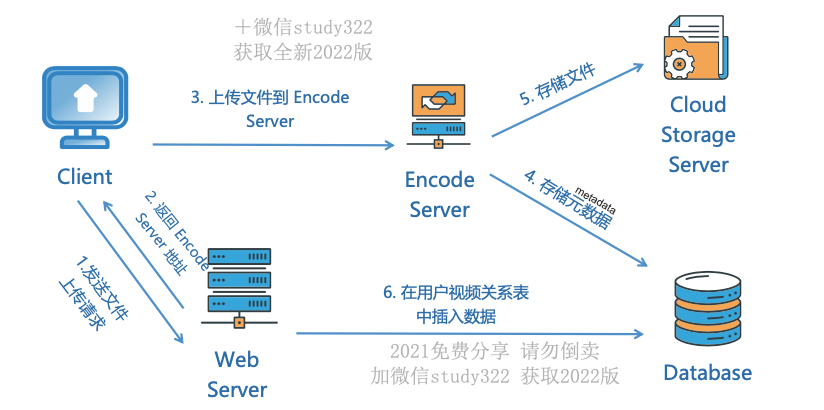 ＋微信study322
获取全新2022版
3. 上传文件到 Encode
Server
5. 存储文件
Cloud
Storage
Server
Client
Encode
Server
4. 存储元数据
metadata
2. 返回 Encode
Server 地址
1.发送文件
上传请求
6. 在用户视频关系表
中插入数据
Web
Server
2021免费分享 请勿倒卖
加微信study322 获取2022版
Database